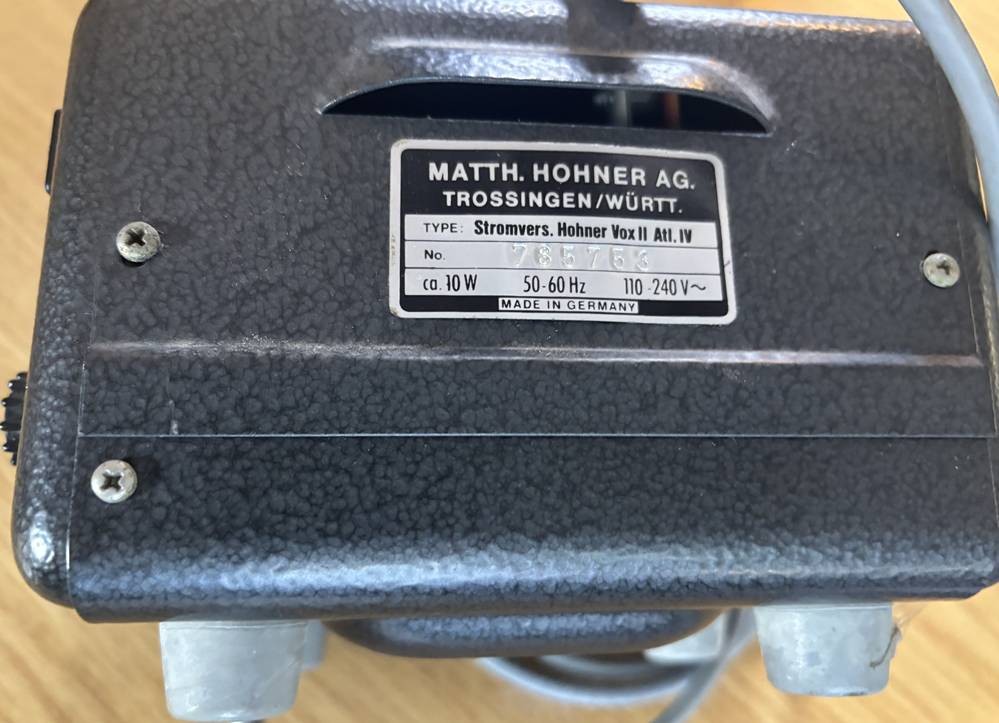 MATTH. HOHNER AG.
TROSSINGEN/WÜRTT.
TYPE: Stromvers. Hohner Vox II Atl. IV
No. 785753
ca. 10 W 50-60 Hz 110-240 V~
MADE IN GERMANY